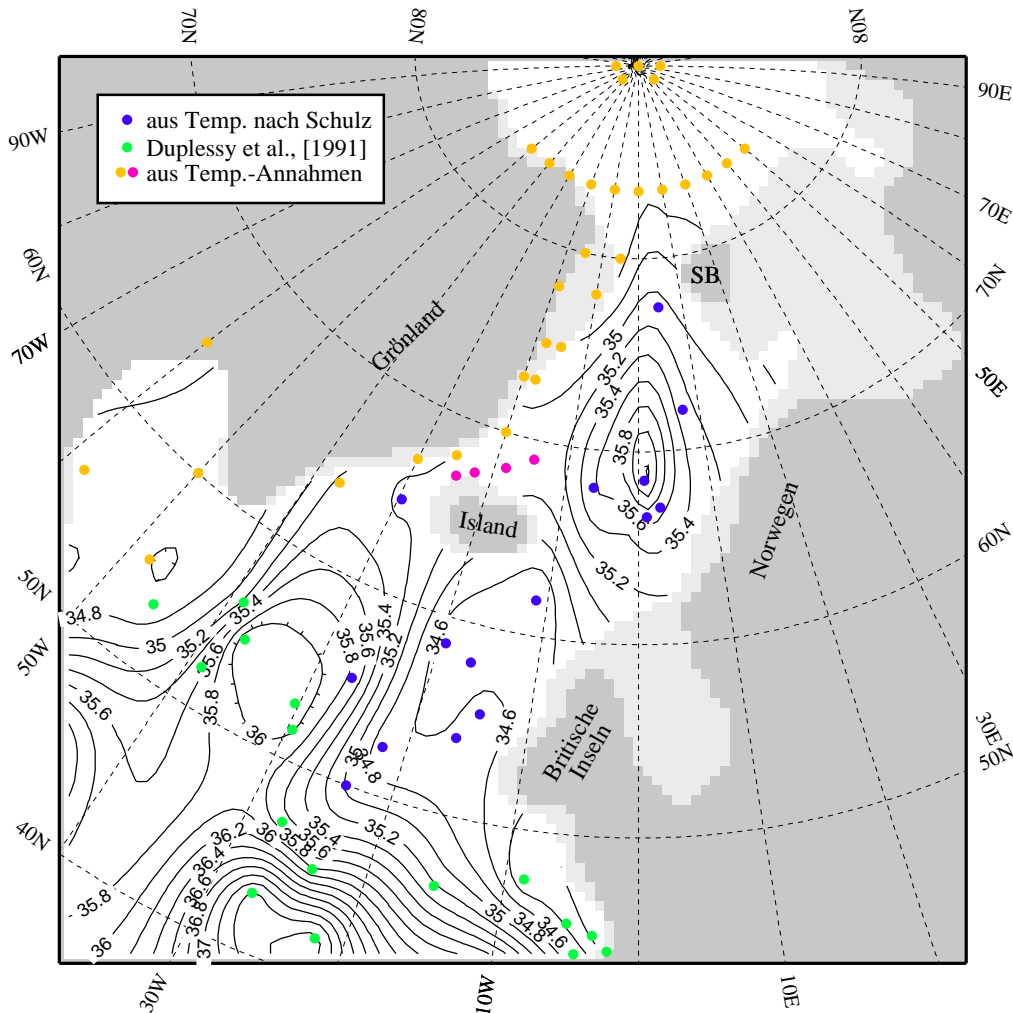 70N
80N
80N
90W
90E
aus Temp. nach Schulz
Duplessy et al., [1991]
aus Temp.-Annahmen
70E
60N
70N
SB
70W
Grönland
50E
35
35.2
35.4
35.8
35.6
35.4
35.2
Island
Norwegen
60N
50N
50W
34.8
35
35.2
35.4
35.6
35.6
35.8
36
35.8
35.6
35.4
35.2
34.6
34.6
35
34.8
Britische
Inseln
30E
50N
40N
36.2
36
35.8
35.6
35.4
35.2
36.4
36.6
36.8
37
35.8
36
35
34.8
34.6
30W
10W
10E